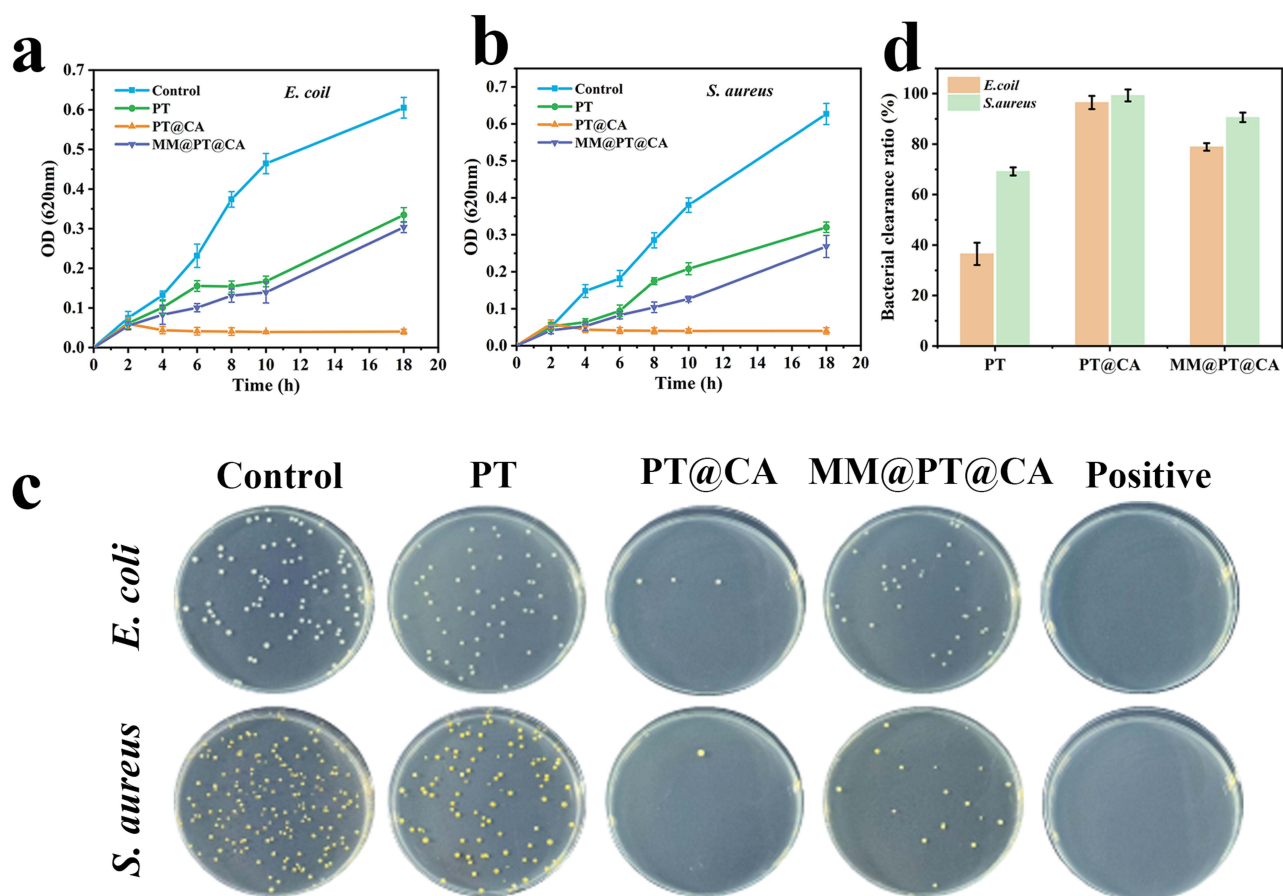 a
0.7
0.6
0.5
0.4
0.3
0.2
0.1
0.0
OD (620nm)
Control
PT
PT@CA
MM@PT@CA
E. coil
0 2 4 6 8 10 12 14 16 18 20
Time (h)
b
0.7
0.6
0.5
0.4
0.3
0.2
0.1
0.0
OD (620nm)
Control
PT
PT@CA
MM@PT@CA
S. aureus
0 2 4 6 8 10 12 14 16 18 20
Time (h)
d
100
80
60
40
20
0
Bacterial clearance ratio (%)
E.coil
S.aureus
PT PT@CA MM@PT@CA
c
Control PT PT@CA MM@PT@CA Positive
E. coli
S. aureus